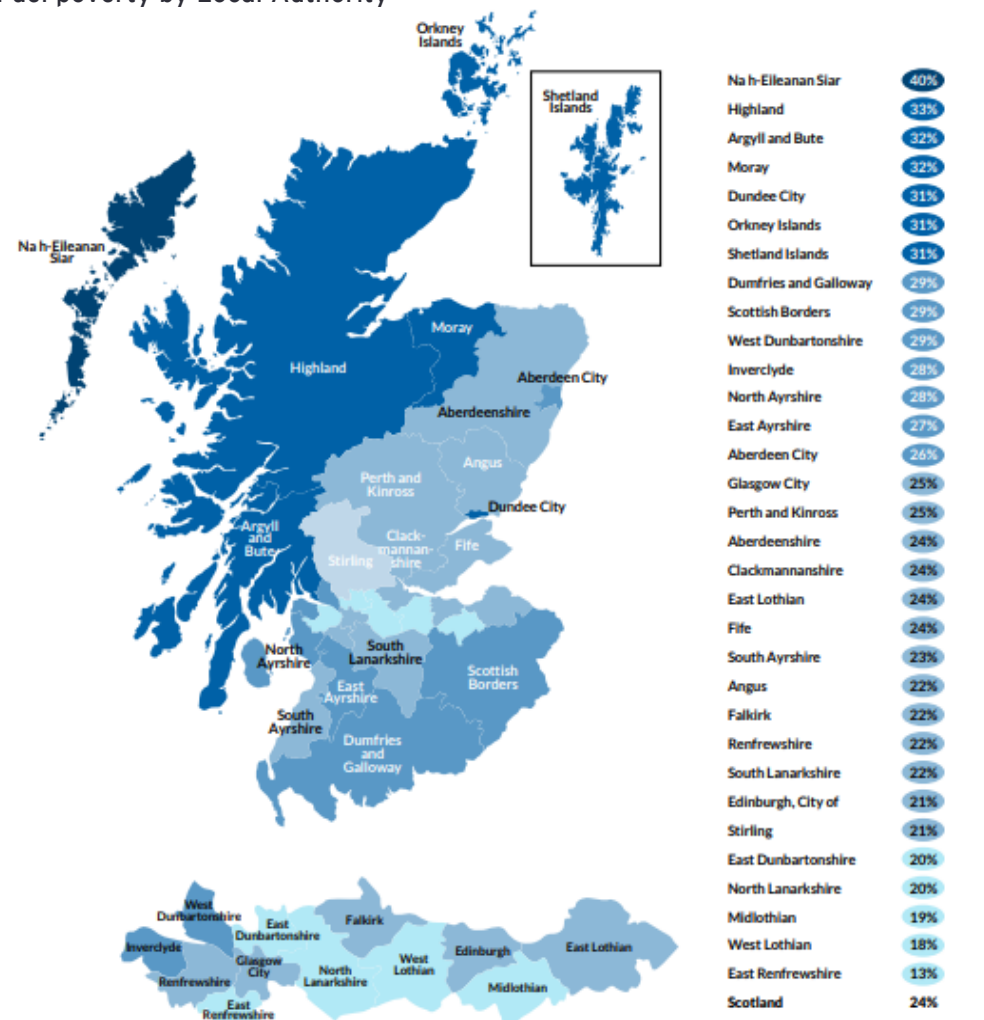 Fuel poverty by Local Authority
Orkney
Islands
Shetland
Islands
Na h-Eileanan
Siar
Moray
Highland
Aberdeen City
Aberdeenshire
Angus
Perth and
Kinross
Dundee City
Argyll
and
Bute
Clack-
mannan-
shire
Fife
Stirling
North
Ayrshire
South
Lanarkshire
Scottish
Borders
East
Ayrshire
South
Ayrshire
Dumfries
and
Galloway
West
Dunbartonshire
East
Dunbartonshire
Falkirk
Inverclyde
Glasgow
City
Renfrewshire
North
Lanarkshire
West
Lothian
Edinburgh
East Lothian
Midlothian
East
Renfrewshire
Na h-Eileanan Siar 40%
Highland 33%
Argyll and Bute 32%
Moray 32%
Dundee City 31%
Orkney Islands 31%
Shetland Islands 31%
Dumfries and Galloway 29%
Scottish Borders 29%
West Dunbartonshire 29%
Inverclyde 28%
North Ayrshire 28%
East Ayrshire 27%
Aberdeen City 26%
Glasgow City 25%
Perth and Kinross 25%
Aberdeenshire 24%
Clackmannanshire 24%
East Lothian 24%
Fife 24%
South Ayrshire 23%
Angus 22%
Falkirk 22%
Renfrewshire 22%
South Lanarkshire 22%
Edinburgh, City of 21%
Stirling 21%
East Dunbartonshire 20%
North Lanarkshire 20%
Midlothian 19%
West Lothian 18%
East Renfrewshire 13%
Scotland 24%